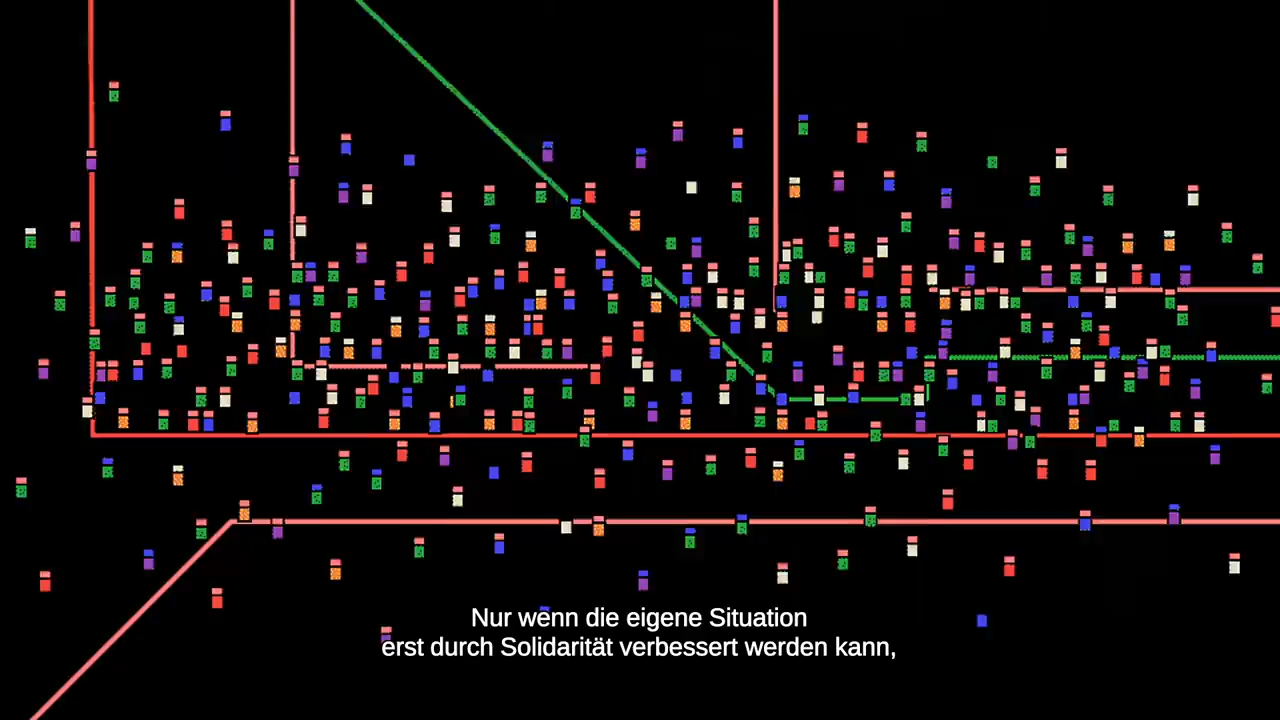 Nur wenn die eigene Situation
erst durch Solidarität verbessert werden kann,